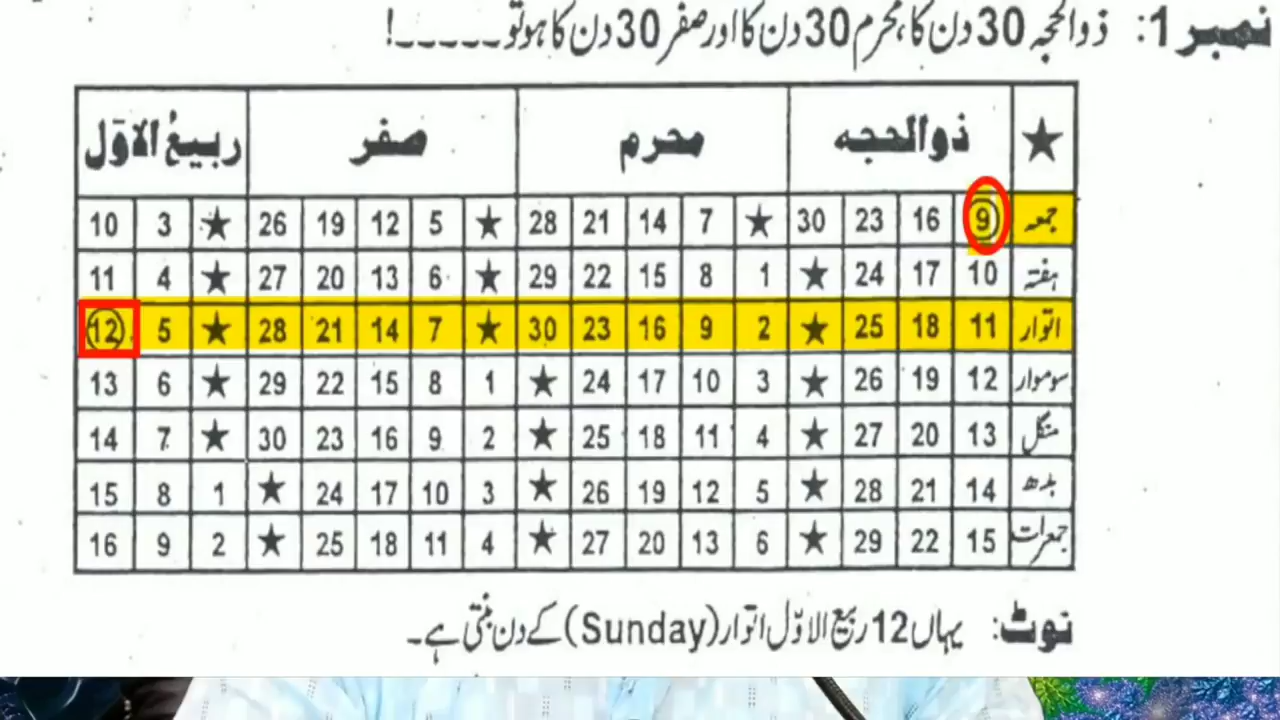 نمبر 1: ذوالحجہ 30 دن کا، محرم 30 دن کا اور صفر 30 دن کا ہو تو -----!
★ ذوالحجہ محرم صفر ربیعُ الاوّل
جمعہ 9 16 23 30 ★ 7 14 21 28 ★ 5 12 19 26 ★ 3 10
ہفتہ 10 17 24 ★ 1 8 15 22 29 ★ 6 13 20 27 ★ 4 11
اتوار 11 18 25 ★ 2 9 16 23 30 ★ 7 14 21 28 ★ 5 12
سوموار 12 19 26 ★ 3 10 17 24 ★ 1 8 15 22 29 ★ 6 13
منگل 13 20 27 ★ 4 11 18 25 ★ 2 9 16 23 30 ★ 7 14
بدھ 14 21 28 ★ 5 12 19 26 ★ 3 10 17 24 ★ 1 8 15
جمعرات 15 22 29 ★ 6 13 20 27 ★ 4 11 18 25 ★ 2 9 16
نوٹ: یہاں 12 ربیع الاوّل اتوار (Sunday) کے دن بنتی ہے۔